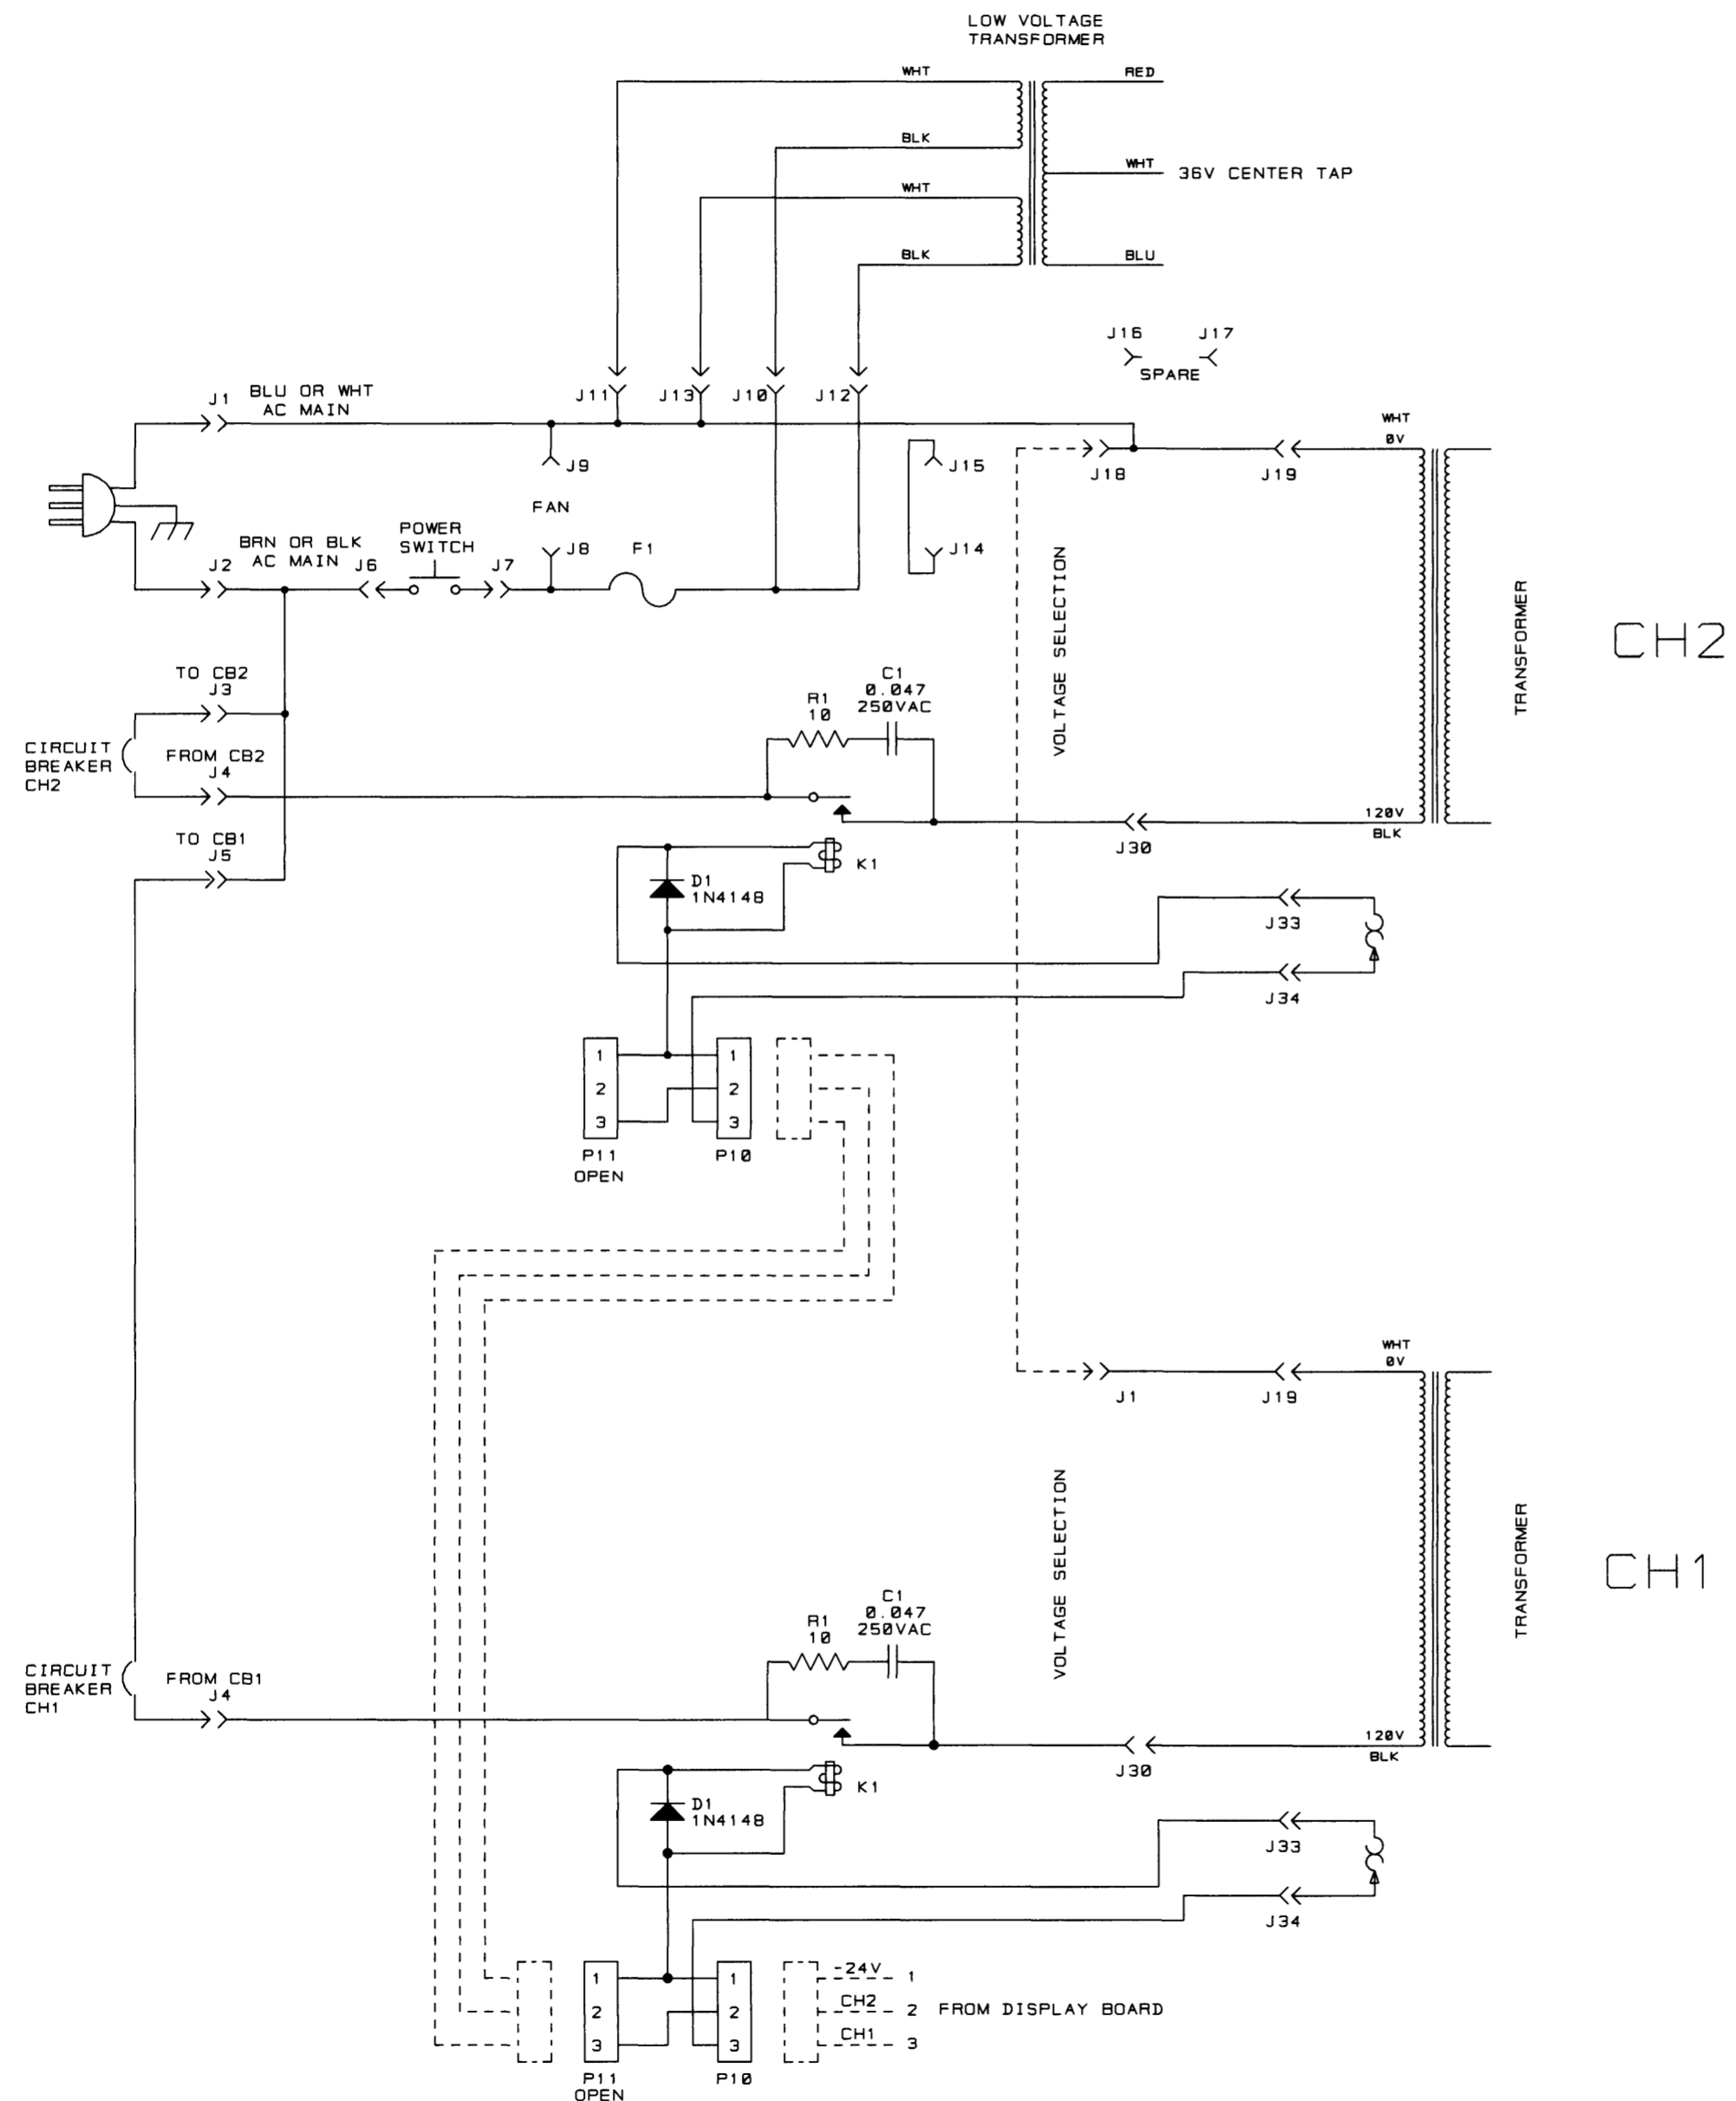 LOW VOLTAGE
TRANSFORMER
WHT
RED
BLK
WHT
36V CENTER TAP
WHT
BLK
BLU
J16
J17
SPARE
J1
BLU OR WHT
AC MAIN
J11
J13
J10
J12
WHT
0V
J9
J15
J18
J19
FAN
POWER
SWITCH
BRN OR BLK
AC MAIN
J2
J6
J7
J8
F1
J14
VOLTAGE SELECTION
TRANSFORMER
CH2
TO CB2
J3
C1
0.047
250VAC
R1
10
CIRCUIT
BREAKER
CH2
FROM CB2
J4
120V
BLK
J30
TO CB1
J5
K1
D1
1N4148
J33
J34
1
2
3
1
2
3
P11
OPEN
P10
WHT
0V
J1
J19
VOLTAGE SELECTION
TRANSFORMER
CH1
C1
0.047
250VAC
R1
10
CIRCUIT
BREAKER
CH1
FROM CB1
J4
120V
BLK
J30
K1
D1
1N4148
J33
J34
1
2
3
1
2
3
-24V 1
CH2 2 FROM DISPLAY BOARD
CH1 3
P11
OPEN
P10